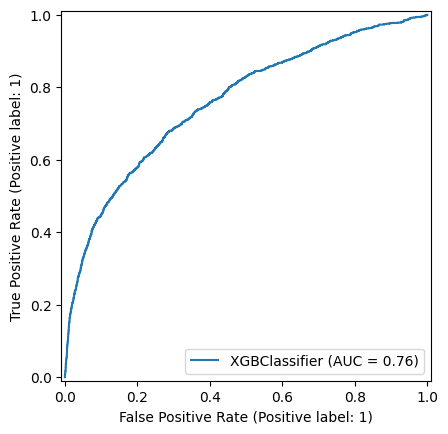 1.0
0.8
0.6
0.4
0.2
0.0
True Positive Rate (Positive label: 1)
XGBClassifier (AUC = 0.76)
0.0 0.2 0.4 0.6 0.8 1.0
False Positive Rate (Positive label: 1)